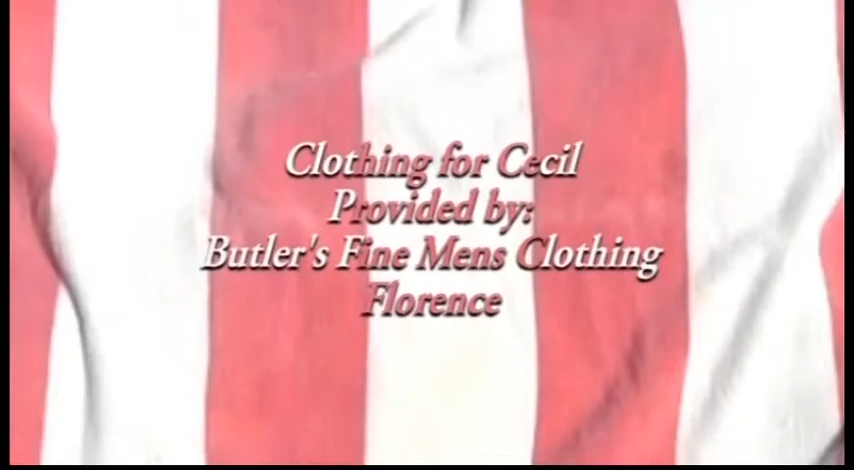 Clothing for Cecil
Provided by:
Butler's Fine Mens Clothing
Florence